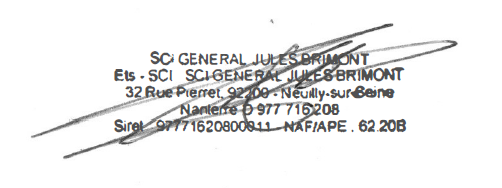 SCI GENERAL JULES BRIMONT
Ets - SCI SCI GENERAL JULES BRIMONT
32 Rue Pierret, 92200 - Neuilly-sur-Seine
Nanterre D 977 716 208
Siret 97771620800011 - NAF/APE . 62.20B